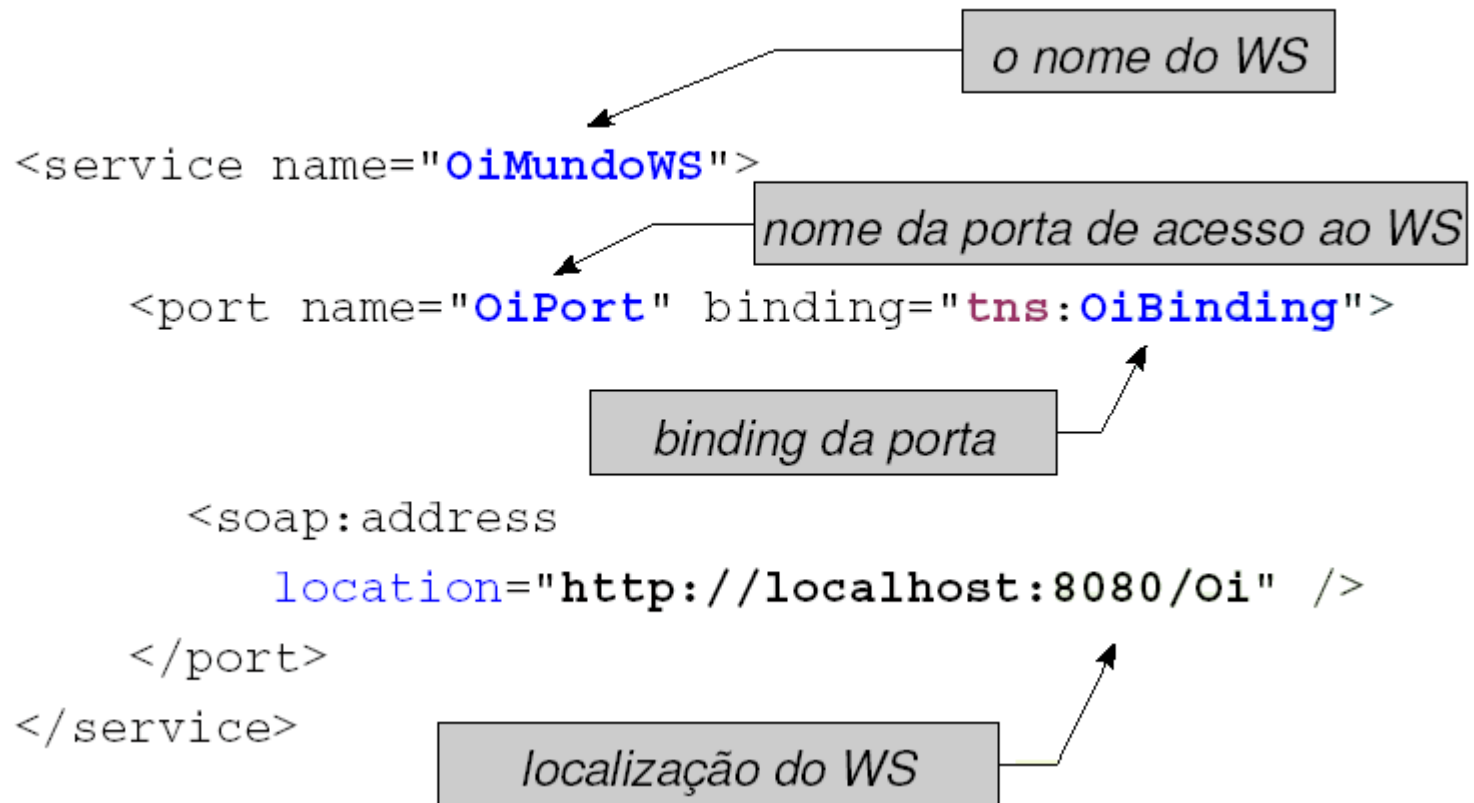 o nome do WS
<service name="OiMundoWS">
nome da porta de acesso ao WS
<port name="OiPort" binding="tns:OiBinding">
binding da porta
<soap:address
location="http://localhost:8080/Oi" />
</port>
</service>
localização do WS